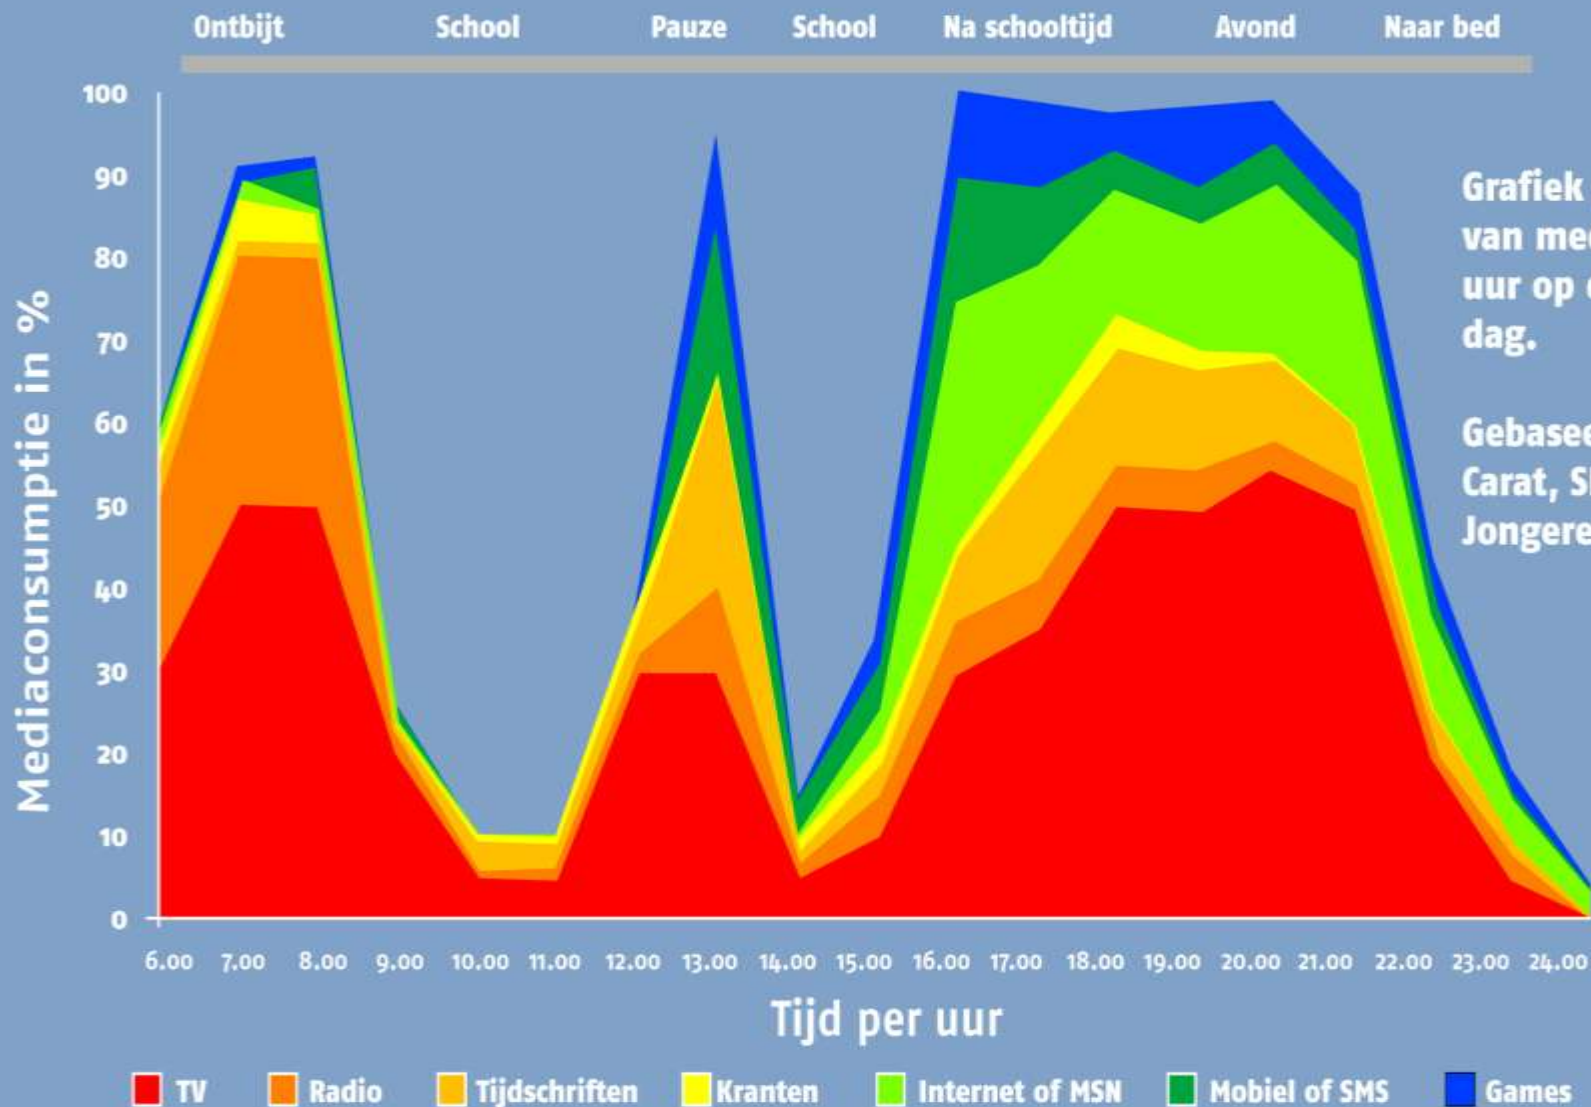 Ontbijt School Pauze School Na schooltijd Avond Naar bed
Mediaconsumptie in %
100
90
80
70
60
50
40
30
20
10
0
Grafiek
van
uur op
dag.
Carat,
6.00 7.00 8.00 9.00 10.00 11.00 12.00 13.00 14.00 15.00 16.00 17.00 18.00 19.00 20.00 21.00 22.00 23.00 24.00
Tijd per uur
TV Radio Tijdschriften Kranten Internet of MSN Mobiel of SMS Games